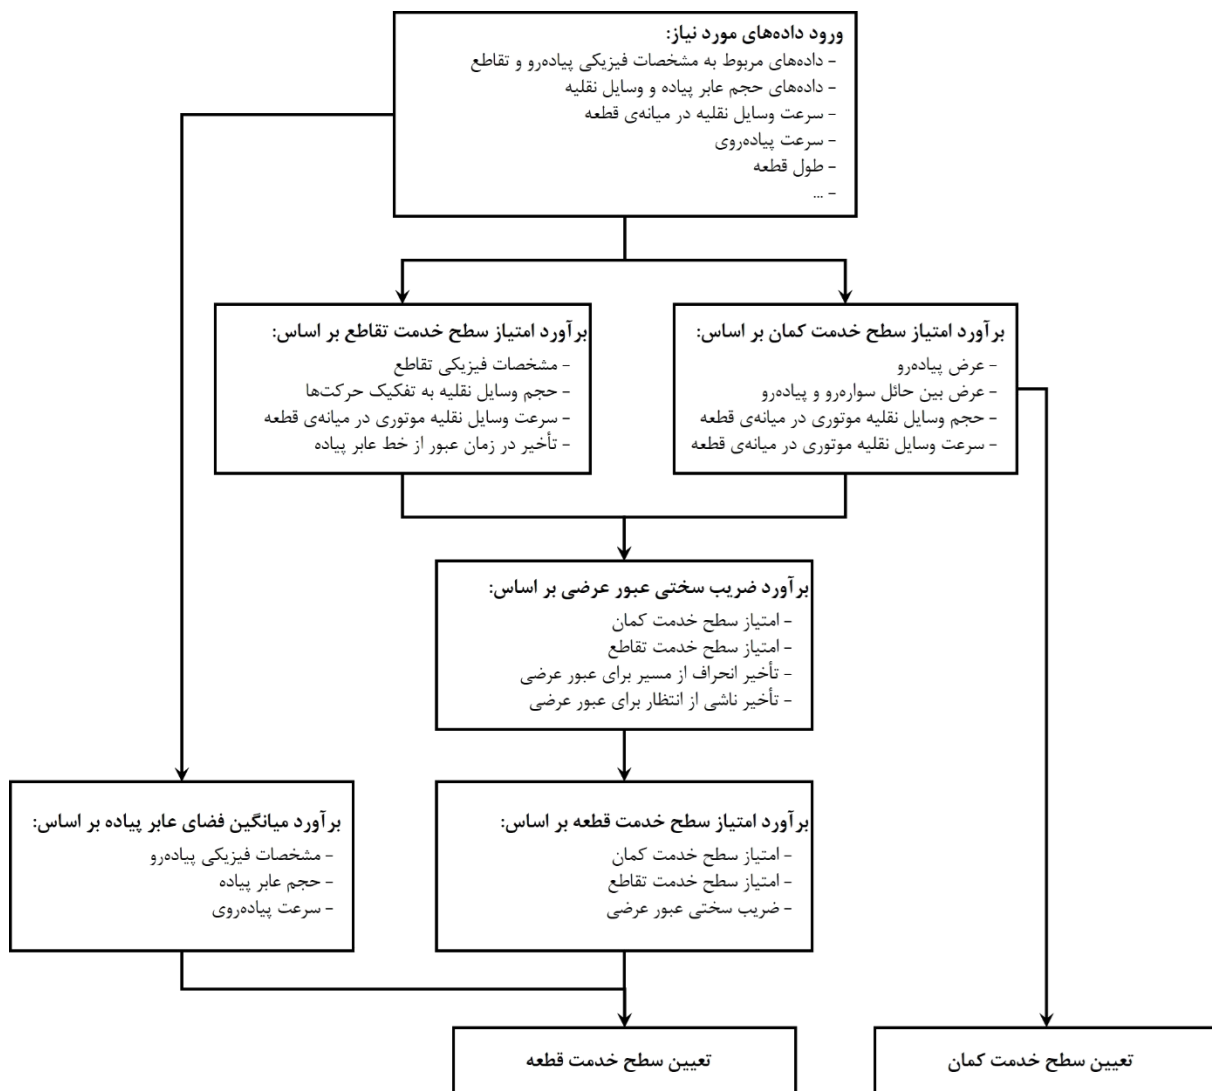 ورود داده‌های مورد نیاز:
- داده‌های مربوط به مشخصات فیزیکی پیاده‌رو و تقاطع
- داده‌های حجم عابر پیاده و وسایل نقلیه
- سرعت وسایل نقلیه در میانه‌ی قطعه
- سرعت پیاده‌روی
- طول قطعه
- ...
برآورد امتیاز سطح خدمت کمان بر اساس:
- عرض پیاده‌رو
- عرض بین حائل سواره‌رو و پیاده‌رو
- حجم وسایل نقلیه موتوری در میانه‌ی قطعه
- سرعت وسایل نقلیه موتوری در میانه‌ی قطعه
برآورد امتیاز سطح خدمت تقاطع بر اساس:
- مشخصات فیزیکی تقاطع
- حجم وسایل نقلیه به تفکیک حرکت‌ها
- سرعت وسایل نقلیه موتوری در میانه‌ی قطعه
- تأخیر در زمان عبور از خط عابر پیاده
برآورد ضریب سختی عبور عرضی بر اساس:
- امتیاز سطح خدمت کمان
- امتیاز سطح خدمت تقاطع
- تأخیر انحراف از مسیر برای عبور عرضی
- تأخیر ناشی از انتظار برای عبور عرضی
برآورد امتیاز سطح خدمت قطعه بر اساس:
- امتیاز سطح خدمت کمان
- امتیاز سطح خدمت تقاطع
- ضریب سختی عبور عرضی
برآورد میانگین فضای عابر پیاده بر اساس:
- مشخصات فیزیکی پیاده‌رو
- حجم عابر پیاده
- سرعت پیاده‌روی
تعیین سطح خدمت کمان
تعیین سطح خدمت قطعه